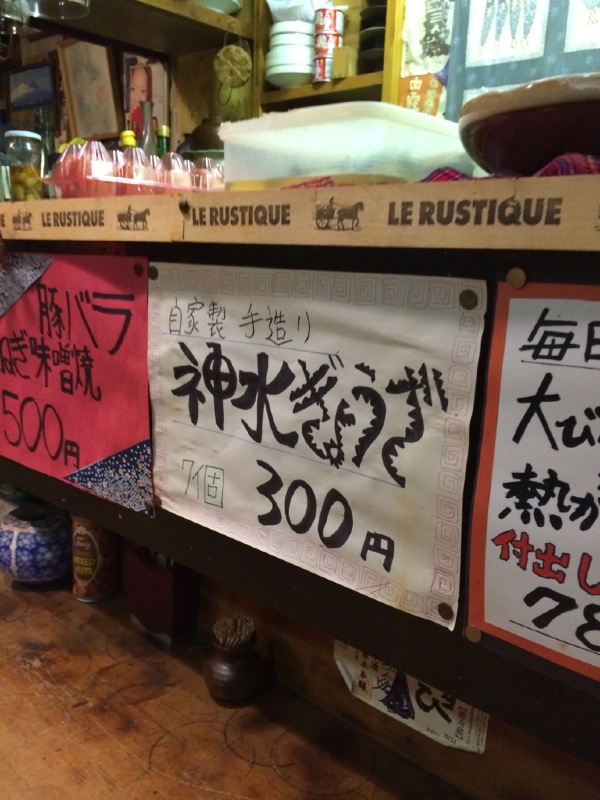 LE RUSTIQUE LE RUSTIQUE LE RUSTIQUE
豚バラ
ねぎ味噌焼
500円
自家製 手造り
神水ぎょうざ
7個 300円
毎日
大び
熱か
付出し
78